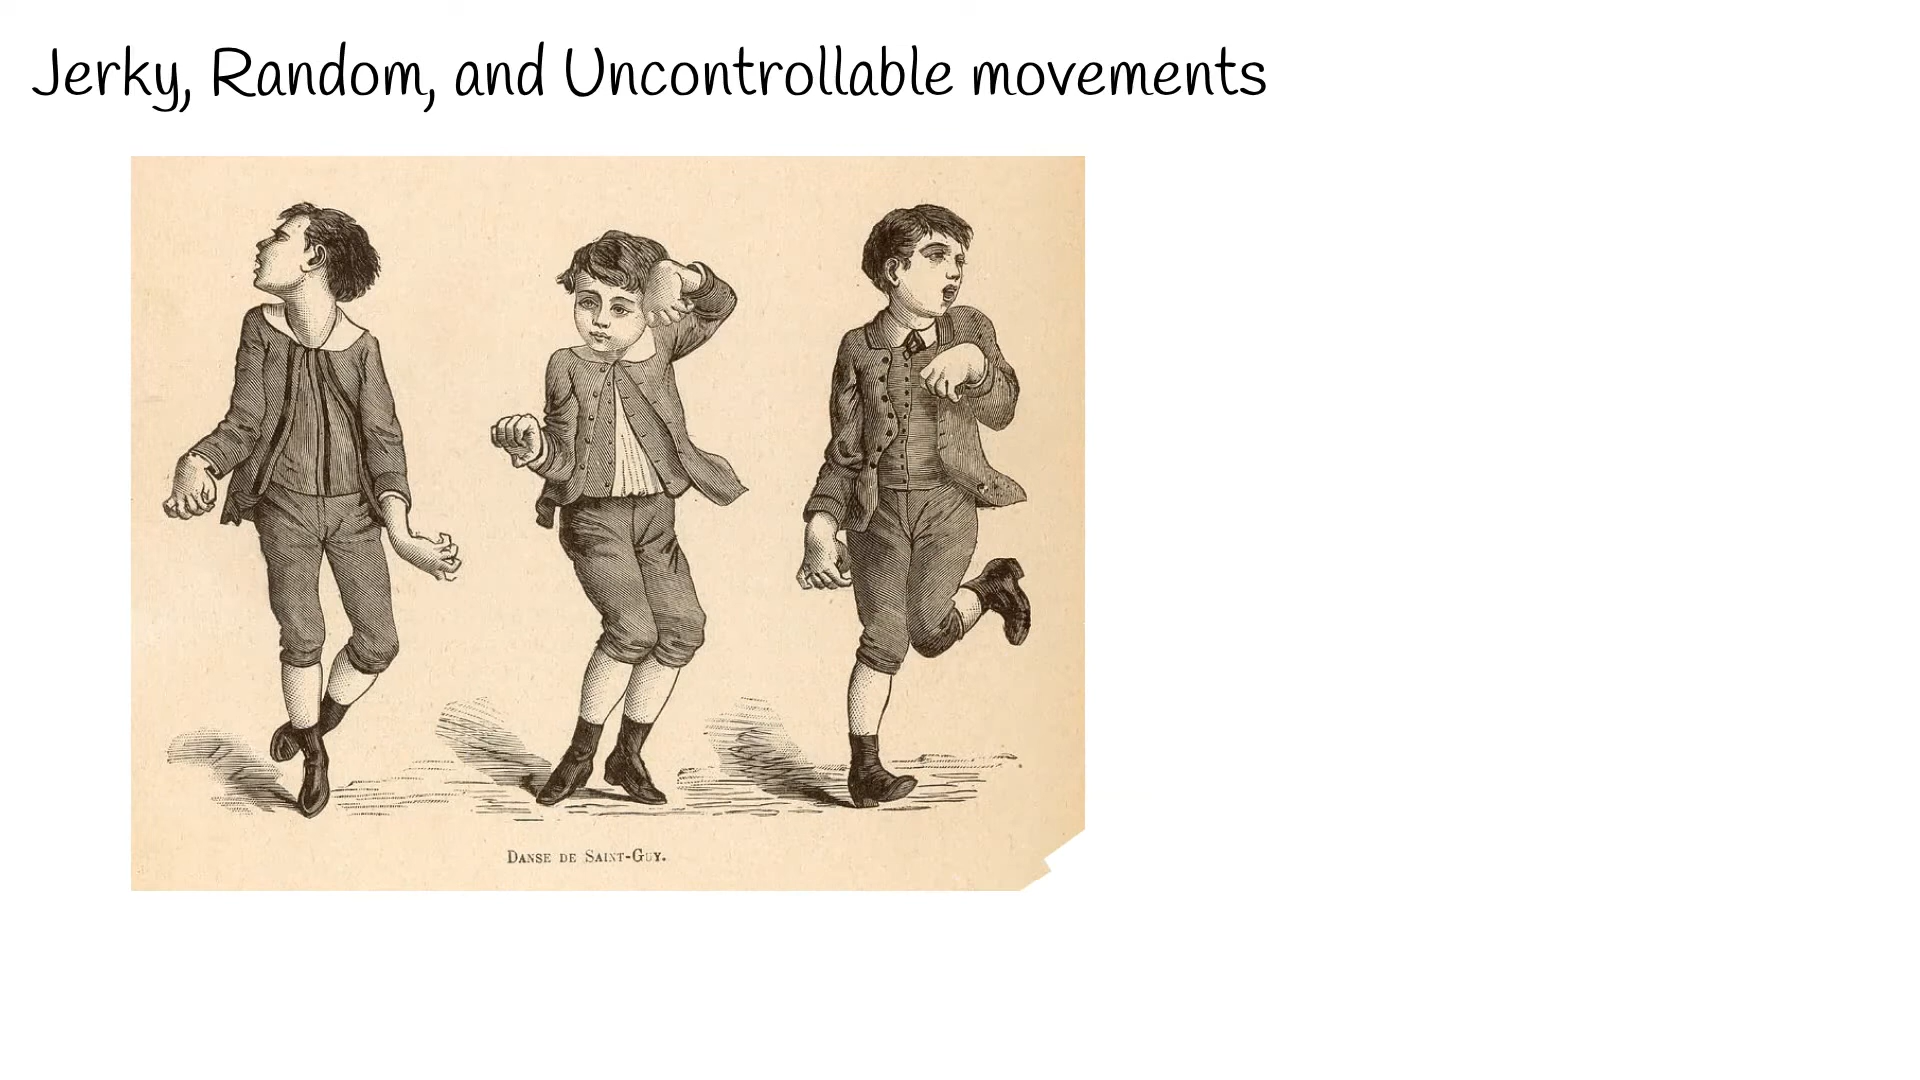 Jerky, Random, and Uncontrollable movements
Danse de Saint-Guy.